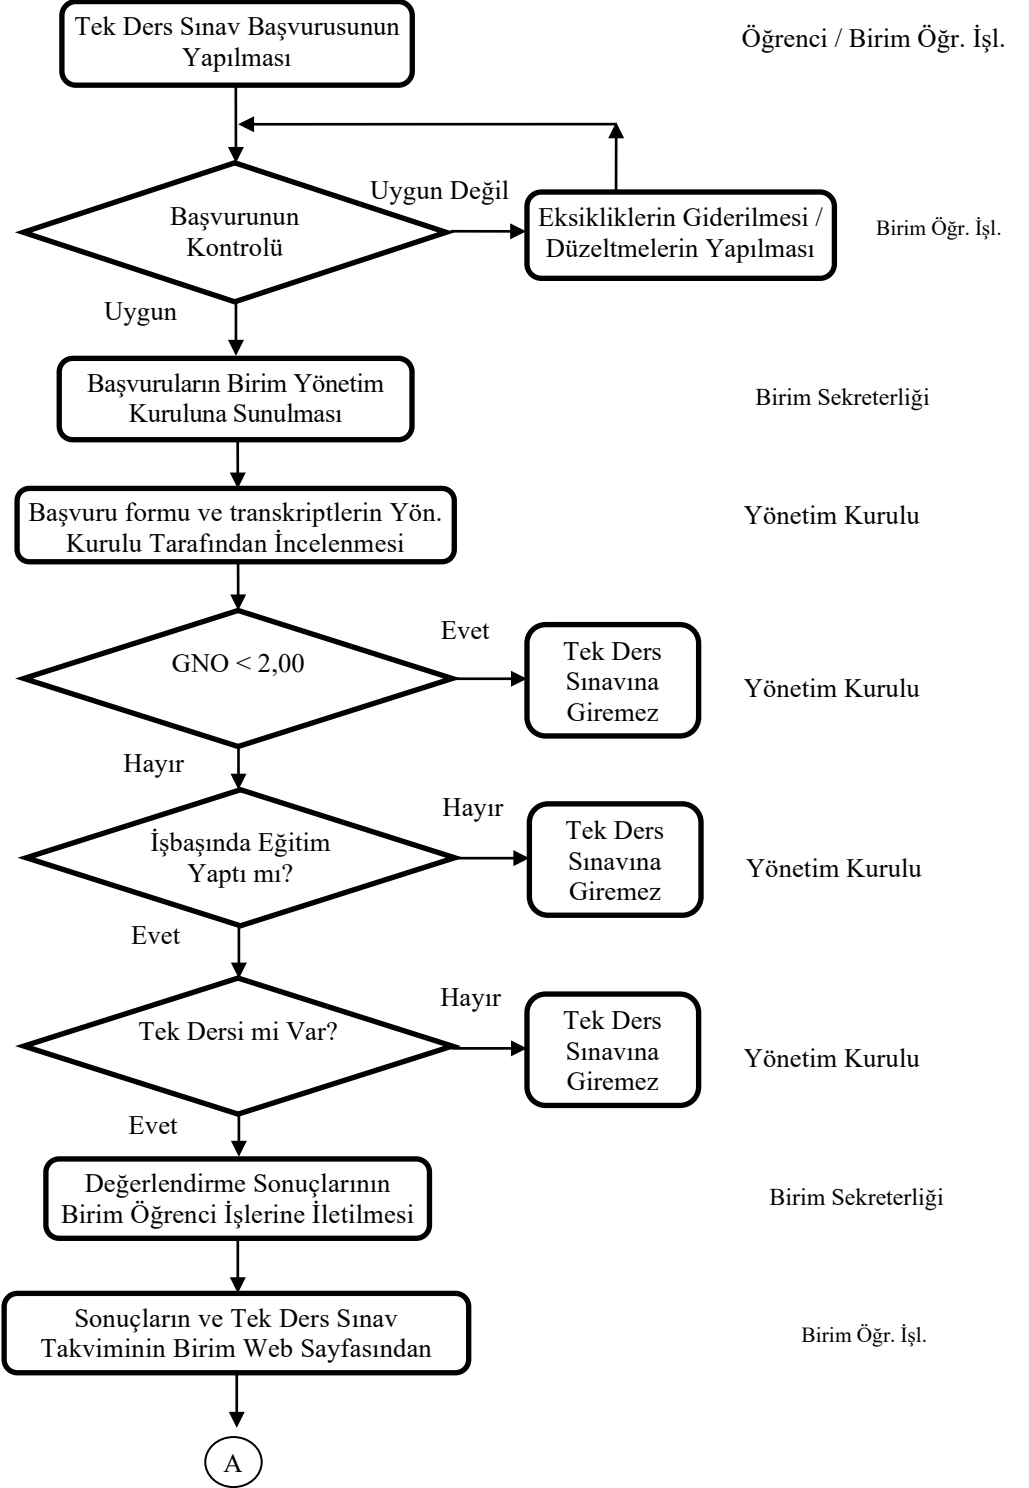 Tek Ders Sınav Başvurusunun
Yapılması
Öğrenci / Birim Öğr. İşl.
Uygun Değil
Başvurunun
Kontrolü
Eksikliklerin Giderilmesi /
Düzeltmelerin Yapılması
Birim Öğr. İşl.
Uygun
Başvuruların Birim Yönetim
Kuruluna Sunulması
Birim Sekreterliği
Başvuru formu ve transkriptlerin Yön.
Kurulu Tarafından İncelenmesi
Yönetim Kurulu
GNO < 2,00
Evet
Tek Ders
Sınavına
Giremez
Yönetim Kurulu
Hayır
İşbaşında Eğitim
Yaptı mı?
Hayır
Tek Ders
Sınavına
Giremez
Yönetim Kurulu
Evet
Tek Dersi mi Var?
Hayır
Tek Ders
Sınavına
Giremez
Yönetim Kurulu
Evet
Değerlendirme Sonuçlarının
Birim Öğrenci İşlerine İletilmesi
Birim Sekreterliği
Sonuçların ve Tek Ders Sınav
Takviminin Birim Web Sayfasından
Birim Öğr. İşl.
A